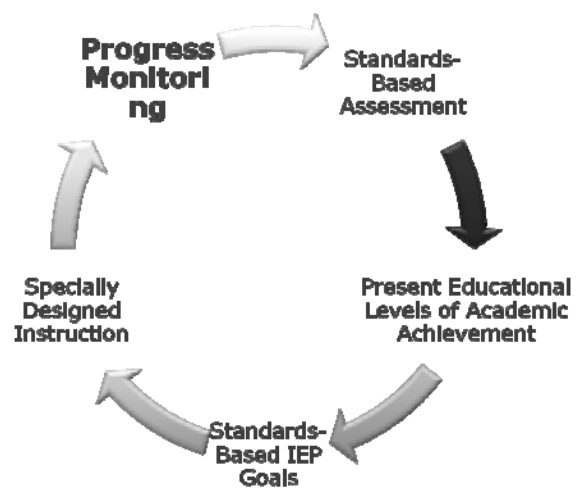 Progress
Monitori
ng
Standards-
Based
Assessment
Present Educational
Levels of Academic
Achievement
Standards-
Based IEP
Goals
Specially
Designed
Instruction